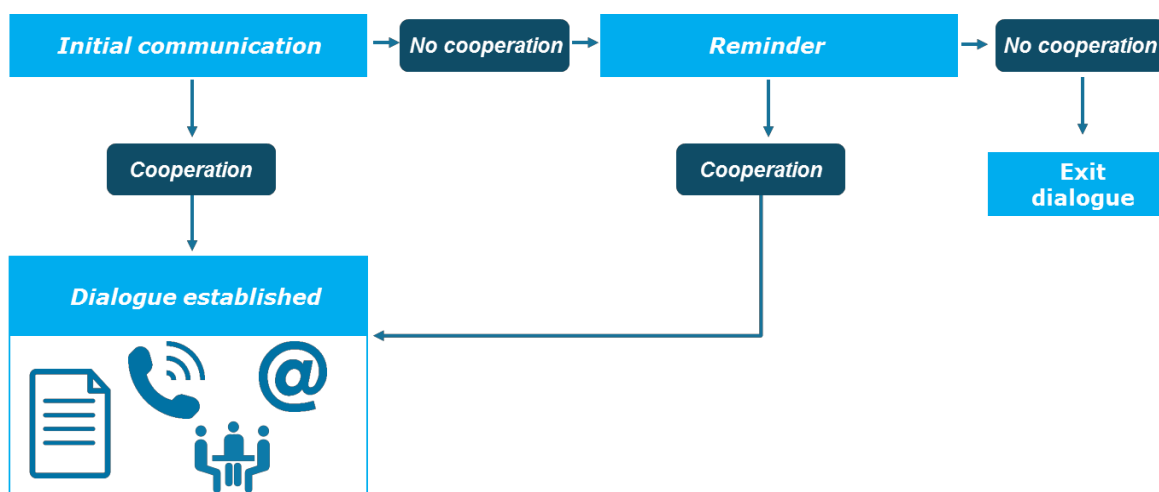 Initial communication
No cooperation
Reminder
No cooperation
Cooperation
Cooperation
Exit
dialogue
Dialogue established
@